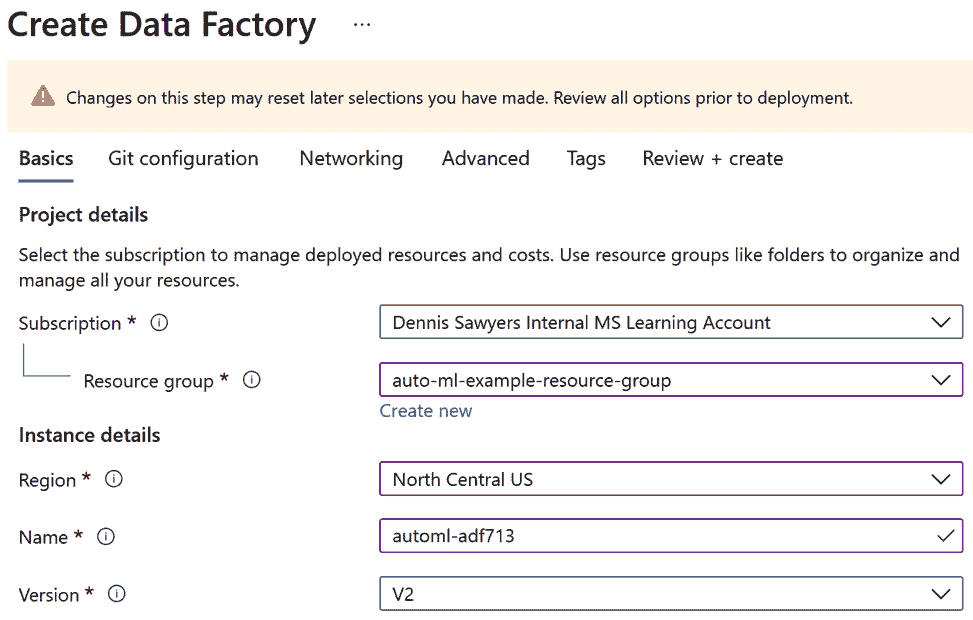 Create Data Factory ...
Changes on this step may reset later selections you have made. Review all options prior to deployment.
Basics Git configuration Networking Advanced Tags Review + create
Project details
Select the subscription to manage deployed resources and costs. Use resource groups like folders to organize and
manage all your resources.
Subscription * Dennis Sawyers Internal MS Learning Account
Resource group * auto-ml-example-resource-group
Create new
Instance details
Region * North Central US
Name * automl-adf713
Version * V2